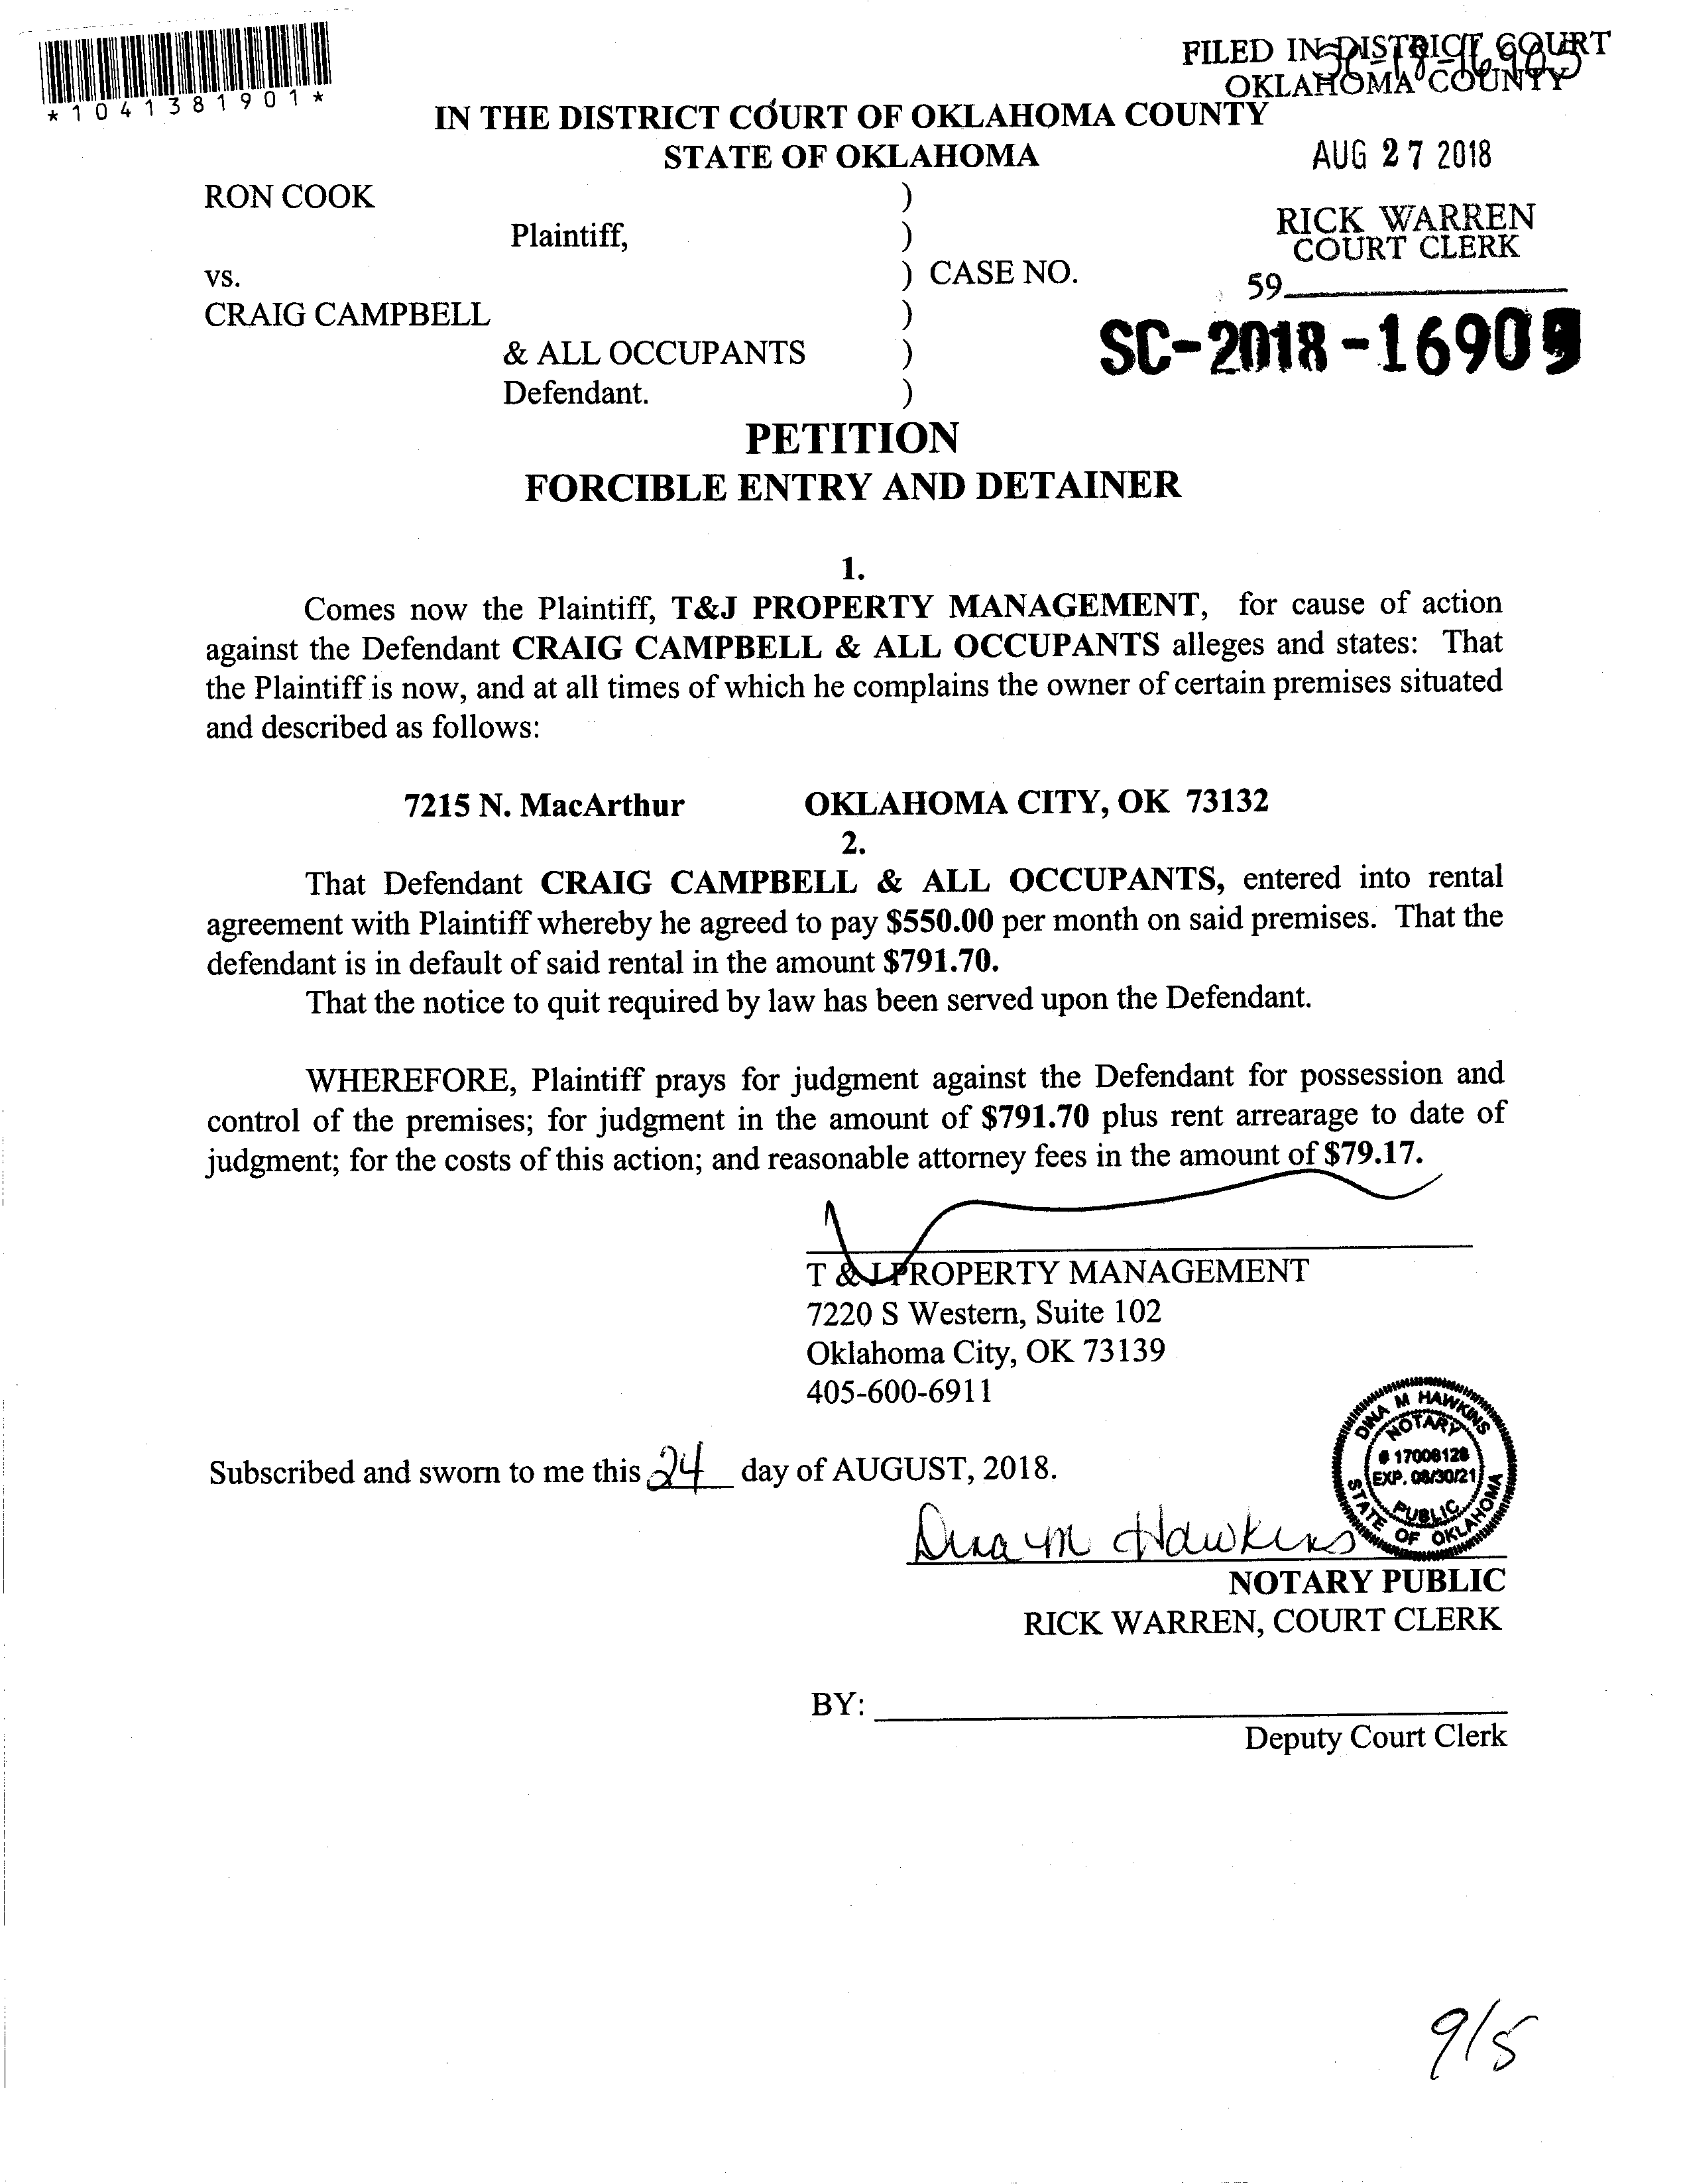 *1041381901*
FILED IN DISTRICT COURT
OKLAHOMA COUNTY
SC-18-16905
IN THE DISTRICT COURT OF OKLAHOMA COUNTY
STATE OF OKLAHOMA
AUG 27 2018
RON COOK )
RICK WARREN
COURT CLERK
Plaintiff, )
vs. ) CASE NO.
59
CRAIG CAMPBELL )
SC-2018-16905
& ALL OCCUPANTS )
Defendant. )
PETITION
FORCIBLE ENTRY AND DETAINER
1.
Comes now the Plaintiff, T&J PROPERTY MANAGEMENT, for cause of action
against the Defendant CRAIG CAMPBELL & ALL OCCUPANTS alleges and states: That
the Plaintiff is now, and at all times of which he complains the owner of certain premises situated
and described as follows:
7215 N. MacArthur OKLAHOMA CITY, OK 73132
2.
That Defendant CRAIG CAMPBELL & ALL OCCUPANTS, entered into rental
agreement with Plaintiff whereby he agreed to pay $550.00 per month on said premises. That the
defendant is in default of said rental in the amount $791.70.
That the notice to quit required by law has been served upon the Defendant.
WHEREFORE, Plaintiff prays for judgment against the Defendant for possession and
control of the premises; for judgment in the amount of $791.70 plus rent arrearage to date of
judgment; for the costs of this action; and reasonable attorney fees in the amount of $79.17.
T & J PROPERTY MANAGEMENT
7220 S Western, Suite 102
Oklahoma City, OK 73139
405-600-6911
Subscribed and sworn to me this 24 day of AUGUST, 2018.
DINA M HAWKINS
NOTARY
# 17008128
EXP. 08/30/21
PUBLIC
STATE OF OKLAHOMA
Dina M Hawkins
NOTARY PUBLIC
RICK WARREN, COURT CLERK
BY:
Deputy Court Clerk
9/5